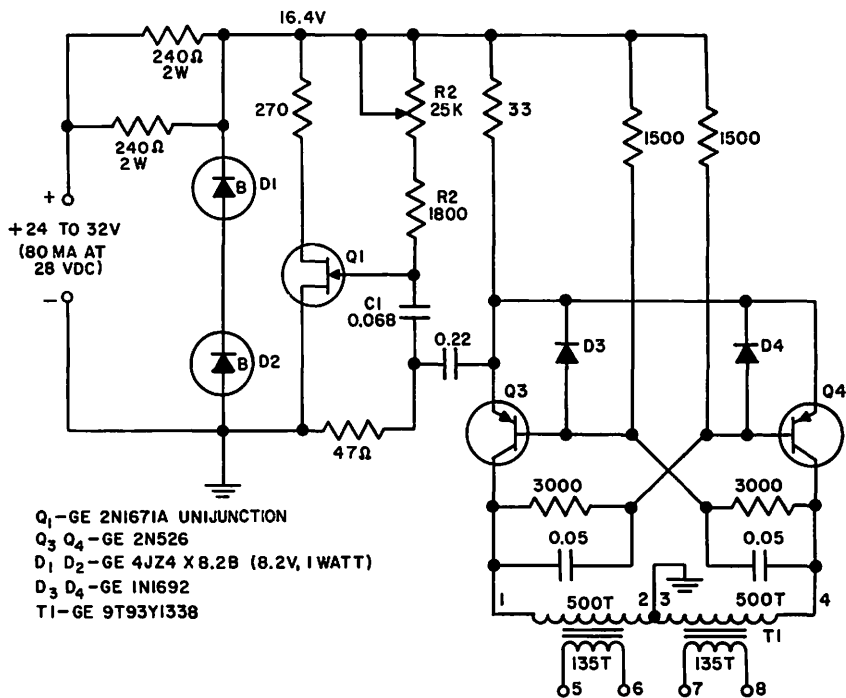 16.4V
240Ω
2W
240Ω
2W
270
R2
25K
33
1500
1500
R2
1800
B D1
+
+24 TO 32V
(80 MA AT
28 VDC)
−
Q1
C1
0.068
0.22
D3
D4
B D2
Q3
Q4
47Ω
3000
3000
0.05
0.05
Q1-GE 2N1671A UNIJUNCTION
Q3 Q4-GE 2N526
D1 D2-GE 4JZ4 X 8.2B (8.2V, 1 WATT)
D3 D4-GE 1N1692
T1-GE 9T93Y1338
1
500T
2
3
500T
4
T1
135T
135T
5
6
7
8